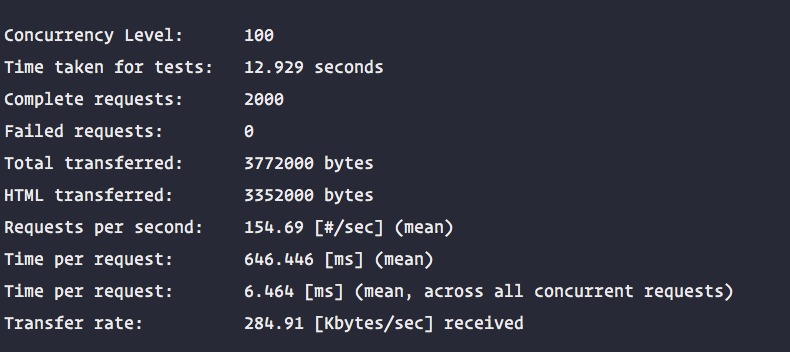 Concurrency Level:      100
Time taken for tests:   12.929 seconds
Complete requests:      2000
Failed requests:        0
Total transferred:      3772000 bytes
HTML transferred:       3352000 bytes
Requests per second:    154.69 [#/sec] (mean)
Time per request:       646.446 [ms] (mean)
Time per request:       6.464 [ms] (mean, across all concurrent requests)
Transfer rate:          284.91 [Kbytes/sec] received